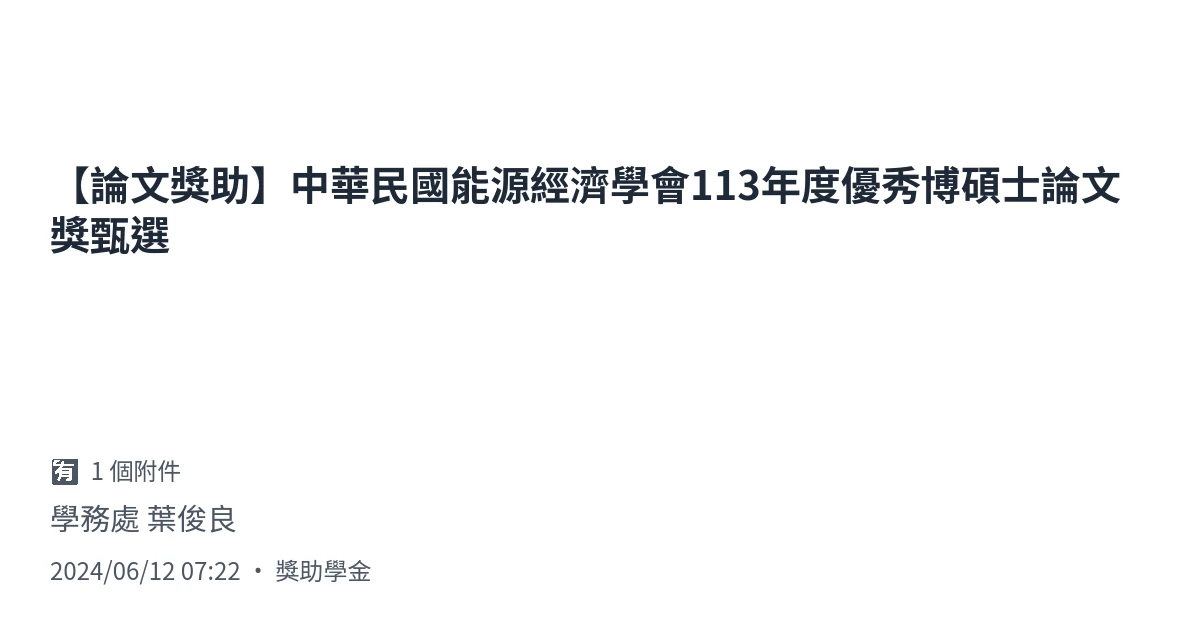 【論文獎助】中華民國能源經濟學會113年度優秀博碩士論文
獎甄選
🈶 1 個附件
學務處 葉俊良
2024/06/12 07:22 · 獎助學金